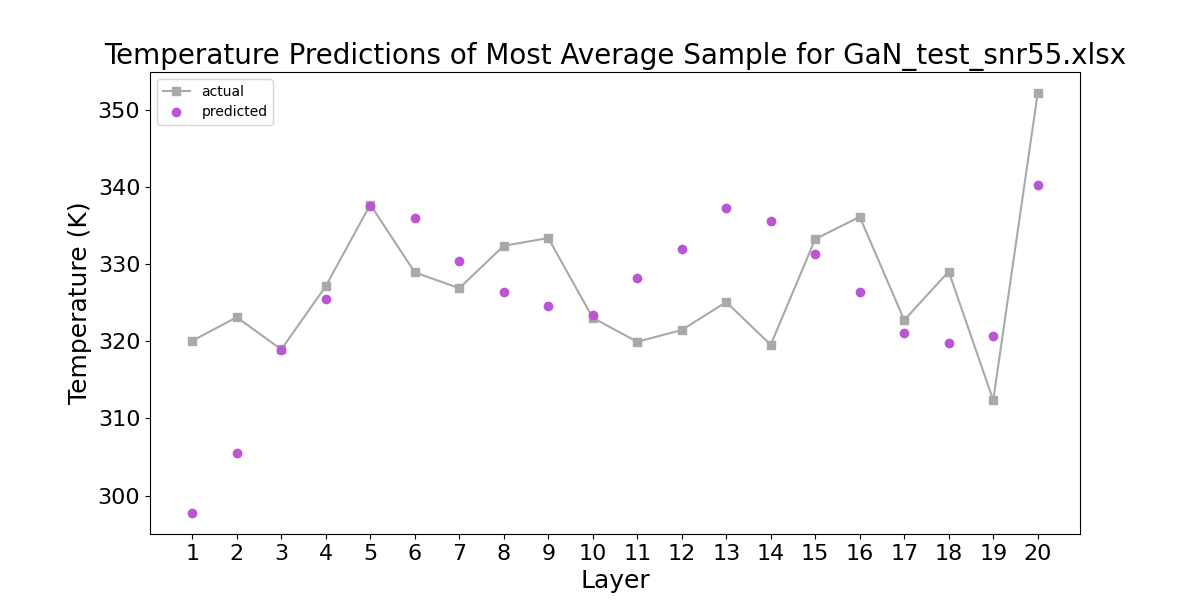 Temperature Predictions of Most Average Sample for GaN_test_snr55.xlsx
actual
predicted
Temperature (K)
350
340
330
320
310
300
1 2 3 4 5 6 7 8 9 10 11 12 13 14 15 16 17 18 19 20
Layer